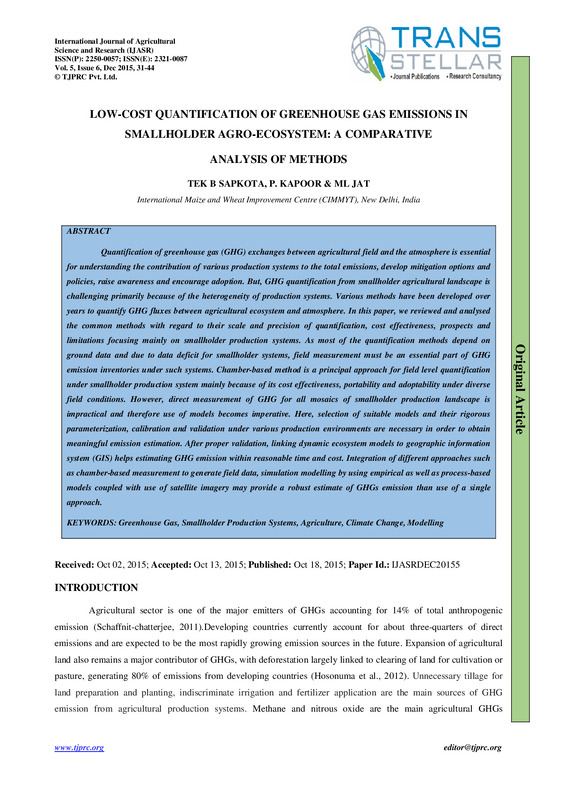 International Journal of Agricultural
Science and Research (IJASR)
ISSN(P): 2250-0057; ISSN(E): 2321-0087
Vol. 5, Issue 6, Dec 2015, 31-44
© TJPRC Pvt. Ltd.
TRANS
STELLAR
•Journal Publications •Research Consultancy
LOW-COST QUANTIFICATION OF GREENHOUSE GAS EMISSIONS IN
SMALLHOLDER AGRO-ECOSYSTEM: A COMPARATIVE
ANALYSIS OF METHODS
TEK B SAPKOTA, P. KAPOOR & ML JAT
International Maize and Wheat Improvement Centre (CIMMYT), New Delhi, India
ABSTRACT
Quantification of greenhouse gas (GHG) exchanges between agricultural field and the atmosphere is essential
for understanding the contribution of various production systems to the total emissions, develop mitigation options and
policies, raise awareness and encourage adoption. But, GHG quantification from smallholder agricultural landscape is
challenging primarily because of the heterogeneity of production systems. Various methods have been developed over
years to quantify GHG fluxes between agricultural ecosystem and atmosphere. In this paper, we reviewed and analysed
the common methods with regard to their scale and precision of quantification, cost effectiveness, prospects and
limitations focusing mainly on smallholder production systems. As most of the quantification methods depend on
ground data and due to data deficit for smallholder systems, field measurement must be an essential part of GHG
emission inventories under such systems. Chamber-based method is a principal approach for field level quantification
under smallholder production system mainly because of its cost effectiveness, portability and adoptability under diverse
field conditions. However, direct measurement of GHG for all mosaics of smallholder production landscape is
impractical and therefore use of models becomes imperative. Here, selection of suitable models and their rigorous
parameterization, calibration and validation under various production environments are necessary in order to obtain
meaningful emission estimation. After proper validation, linking dynamic ecosystem models to geographic information
system (GIS) helps estimating GHG emission within reasonable time and cost. Integration of different approaches such
as chamber-based measurement to generate field data, simulation modelling by using empirical as well as process-based
models coupled with use of satellite imagery may provide a robust estimate of GHGs emission than use of a single
approach.
KEYWORDS: Greenhouse Gas, Smallholder Production Systems, Agriculture, Climate Change, Modelling
Original Article
Received: Oct 02, 2015; Accepted: Oct 13, 2015; Published: Oct 18, 2015; Paper Id.: IJASRDEC20155
INTRODUCTION
Agricultural sector is one of the major emitters of GHGs accounting for 14% of total anthropogenic
emission (Schaffnit-chatterjee, 2011).Developing countries currently account for about three-quarters of direct
emissions and are expected to be the most rapidly growing emission sources in the future. Expansion of agricultural
land also remains a major contributor of GHGs, with deforestation largely linked to clearing of land for cultivation or
pasture, generating 80% of emissions from developing countries (Hosonuma et al., 2012). Unnecessary tillage for
land preparation and planting, indiscriminate irrigation and fertilizer application are the main sources of GHG
emission from agricultural production systems. Methane and nitrous oxide are the main agricultural GHGs
www.tjprc.org editor@tjprc.org